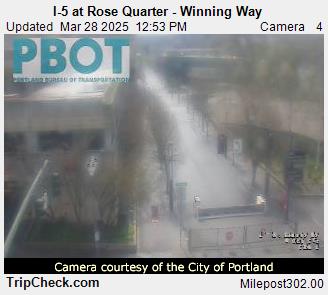 I-5 at Rose Quarter - Winning Way
Updated Mar 28 2025 12:53 PM Camera 4
PBOT
PORTLAND BUREAU OF TRANSPORTATION
Camera courtesy of the City of Portland
TripCheck.com Milepost302.00